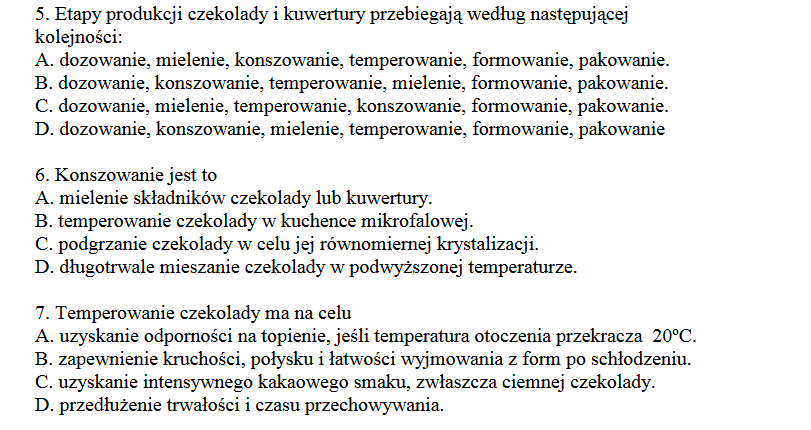 5. Etapy produkcji czekolady i kuwertury przebiegają według następującej
kolejności:
A. dozowanie, mielenie, konszowanie, temperowanie, formowanie, pakowanie.
B. dozowanie, konszowanie, temperowanie, mielenie, formowanie, pakowanie.
C. dozowanie, mielenie, temperowanie, konszowanie, formowanie, pakowanie.
D. dozowanie, konszowanie, mielenie, temperowanie, formowanie, pakowanie
6. Konszowanie jest to
A. mielenie składników czekolady lub kuwertury.
B. temperowanie czekolady w kuchence mikrofalowej.
C. podgrzanie czekolady w celu jej równomiernej krystalizacji.
D. długotrwałe mieszanie czekolady w podwyższonej temperaturze.
7. Temperowanie czekolady ma na celu
A. uzyskanie odporności na topienie, jeśli temperatura otoczenia przekracza 20ºC.
B. zapewnienie kruchości, połysku i łatwości wyjmowania z form po schłodzeniu.
C. uzyskanie intensywnego kakaowego smaku, zwłaszcza ciemnej czekolady.
D. przedłużenie trwałości i czasu przechowywania.